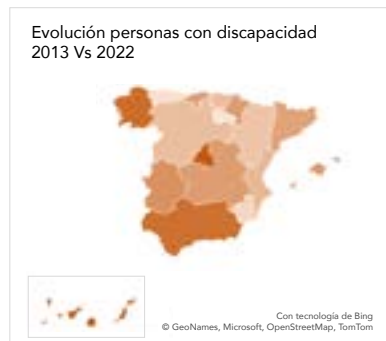 Evolución personas con discapacidad
2013 Vs 2022
Con tecnología de Bing
© GeoNames, Microsoft, OpenStreetMap, TomTom